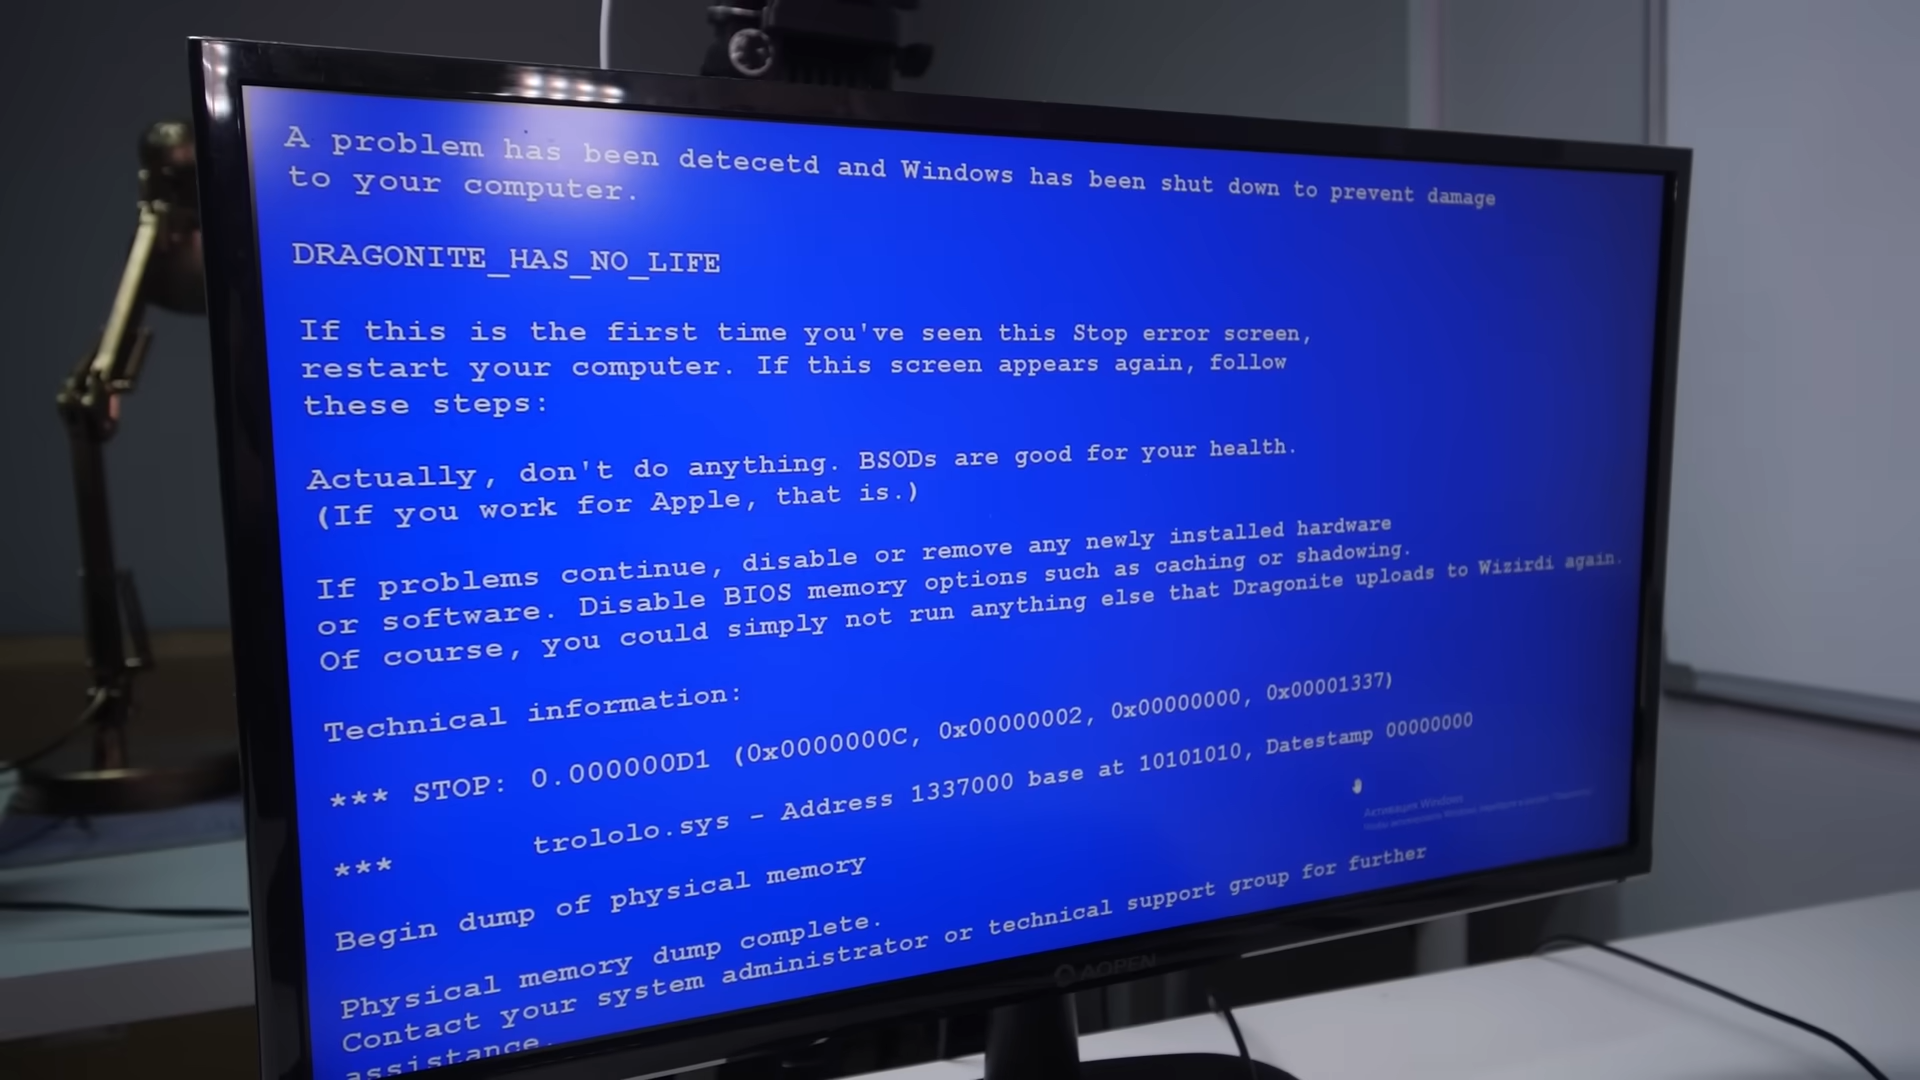 A problem has been detecetd and Windows has been shut down to prevent damage
to your computer.
DRAGONITE_HAS_NO_LIFE
If this is the first time you've seen this Stop error screen,
restart your computer. If this screen appears again, follow
these steps:
Actually, don't do anything. BSODs are good for your health.
(If you work for Apple, that is.)
If problems continue, disable or remove any newly installed hardware
or software. Disable BIOS memory options such as caching or shadowing.
Of course, you could simply not run anything else that Dragonite uploads to Wizirdi again.
Technical information:
*** STOP: 0.000000D1 (0x0000000C, 0x00000002, 0x00000000, 0x00001337)
*** trololo.sys - Address 1337000 base at 10101010, Datestamp 00000000
Активация Windows
Begin dump of physical memory
Physical memory dump complete.
Contact your system administrator or technical support group for further
assistance.
AOPEN